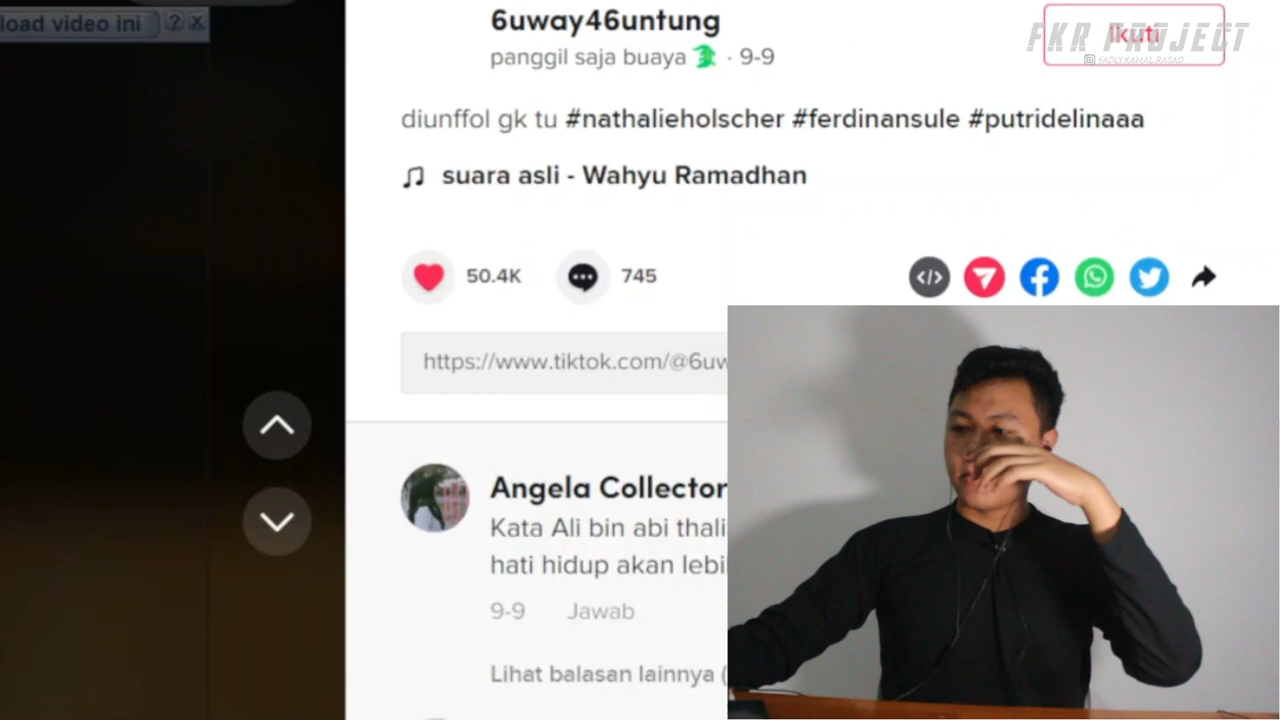 load video ini ? X
6uway46untung
panggil saja buaya · 9-9
Ikuti
FKR PROJECT
FADLY.KAMAL.RASAD
diunffol gk tu #nathalieholscher #ferdinansule #putridelinaaa
suara asli - Wahyu Ramadhan
50.4K
745
</>
https://www.tiktok.com/@6uw
Angela Collector
Kata Ali bin abi thali
hati hidup akan lebi
9-9 Jawab
Lihat balasan lainnya (